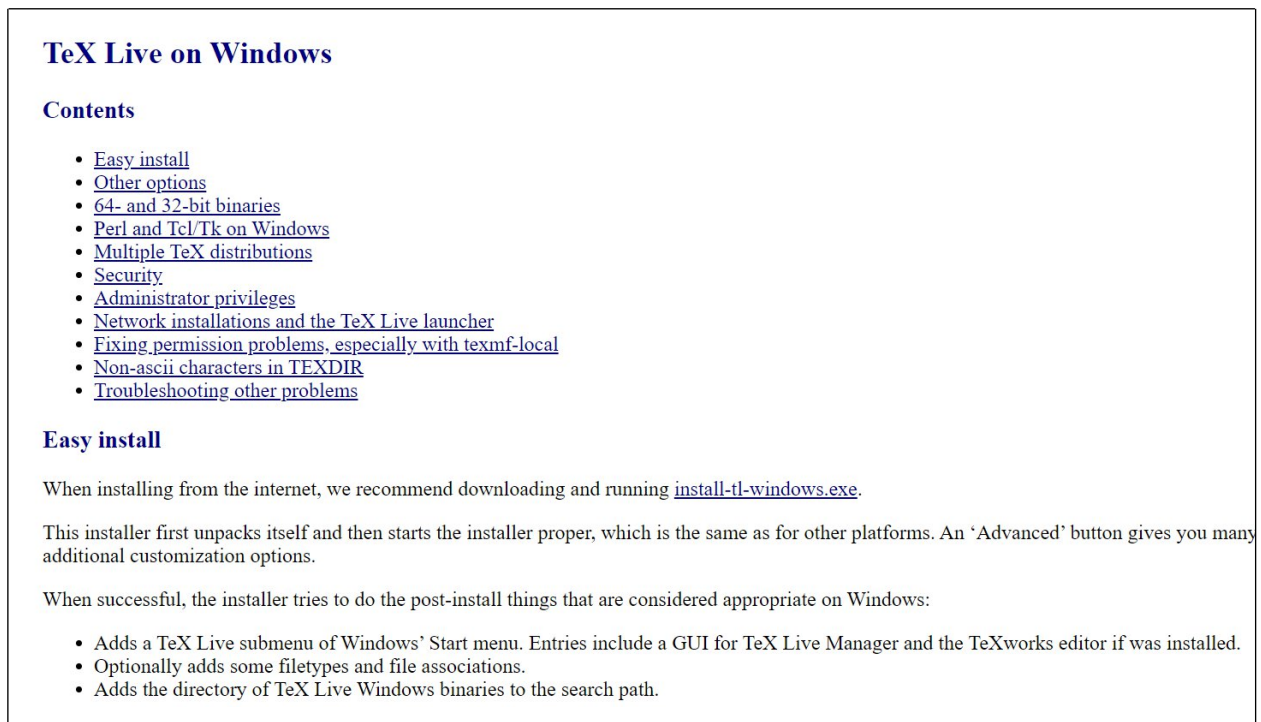 TeX Live on Windows
Contents
• Easy install
• Other options
• 64- and 32-bit binaries
• Perl and Tcl/Tk on Windows
• Multiple TeX distributions
• Security
• Administrator privileges
• Network installations and the TeX Live launcher
• Fixing permission problems, especially with texmf-local
• Non-ascii characters in TEXDIR
• Troubleshooting other problems
Easy install
When installing from the internet, we recommend downloading and running install-tl-windows.exe.
This installer first unpacks itself and then starts the installer proper, which is the same as for other platforms. An ‘Advanced’ button gives you many
additional customization options.
When successful, the installer tries to do the post-install things that are considered appropriate on Windows:
• Adds a TeX Live submenu of Windows’ Start menu. Entries include a GUI for TeX Live Manager and the TeXworks editor if was installed.
• Optionally adds some filetypes and file associations.
• Adds the directory of TeX Live Windows binaries to the search path.